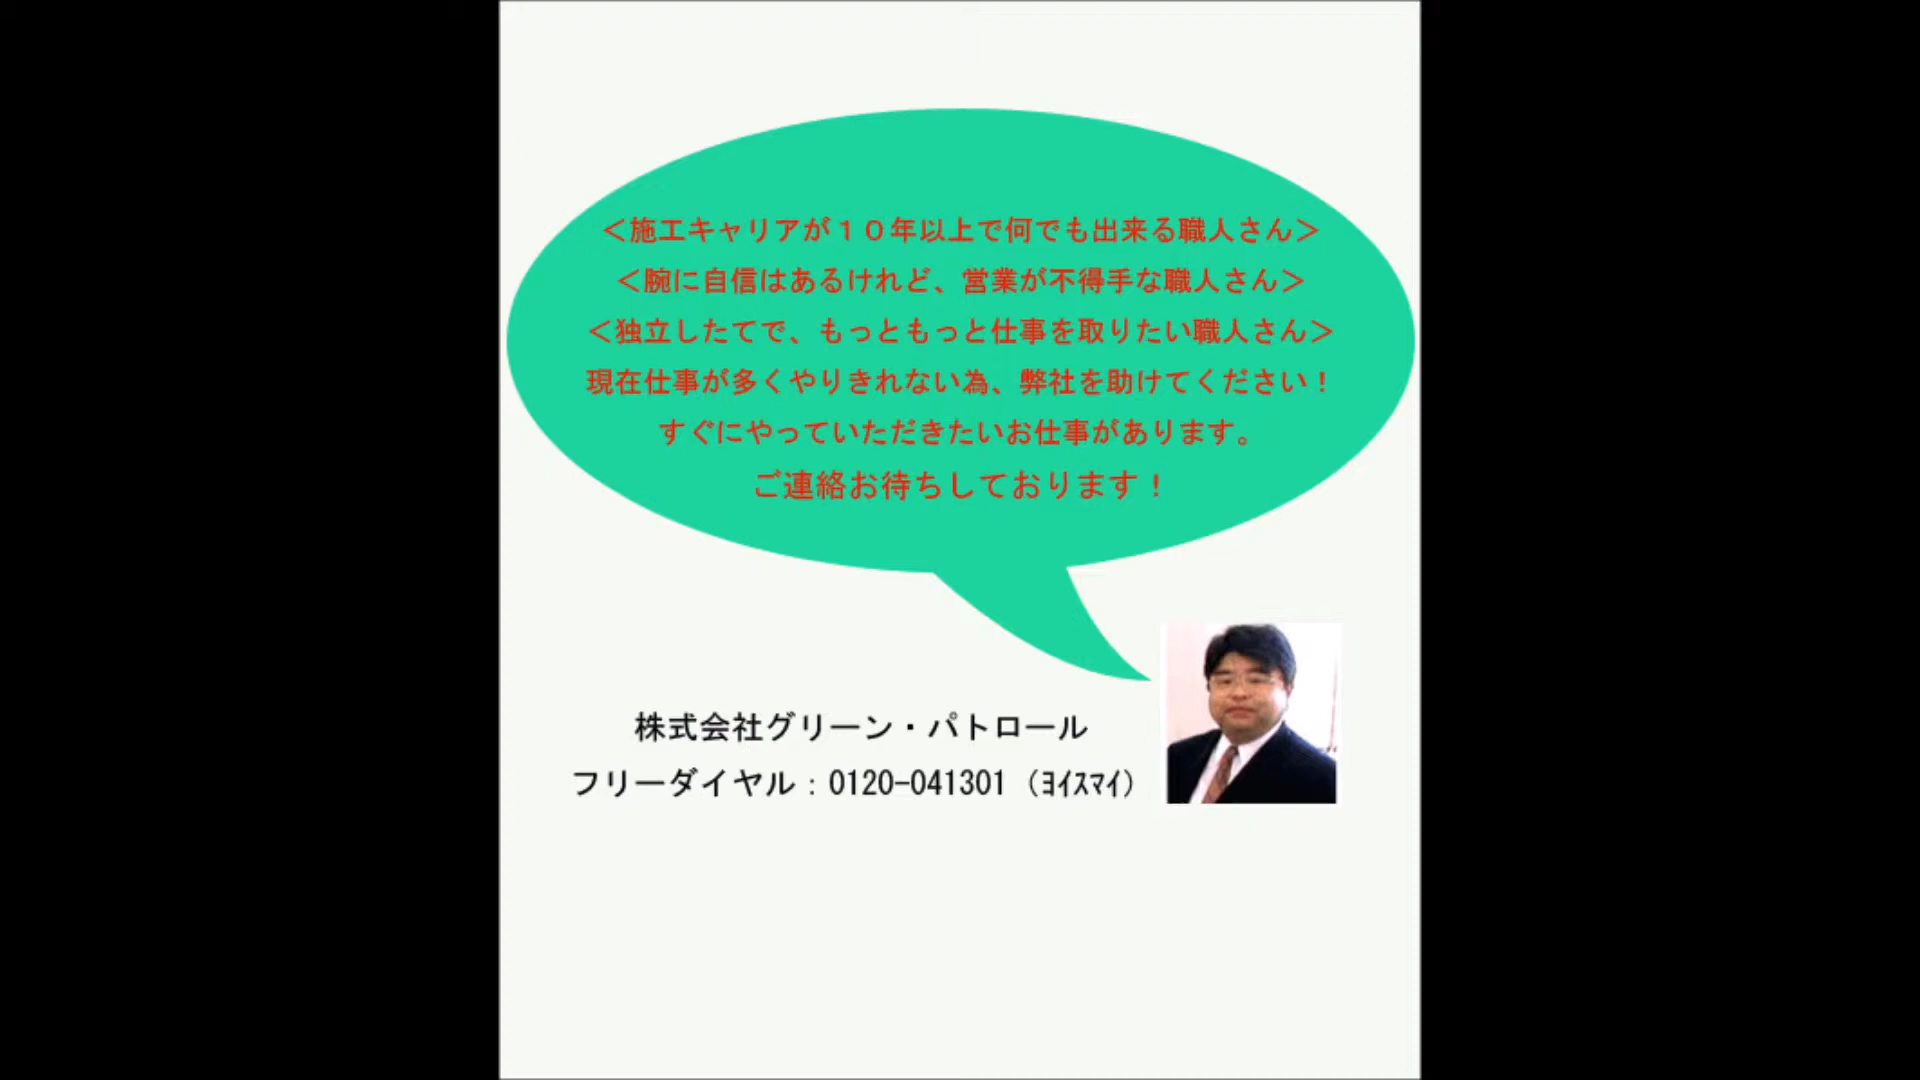 ＜施工キャリアが１０年以上で何でも出来る職人さん＞
＜腕に自信はあるけれど、営業が不得手な職人さん＞
＜独立したてで、もっともっと仕事を取りたい職人さん＞
現在仕事が多くやりきれない為、弊社を助けてください！
すぐにやっていただきたいお仕事があります。
ご連絡お待ちしております！
株式会社グリーン・パトロール
フリーダイヤル：0120-041301（ﾖｲｽﾏｲ）